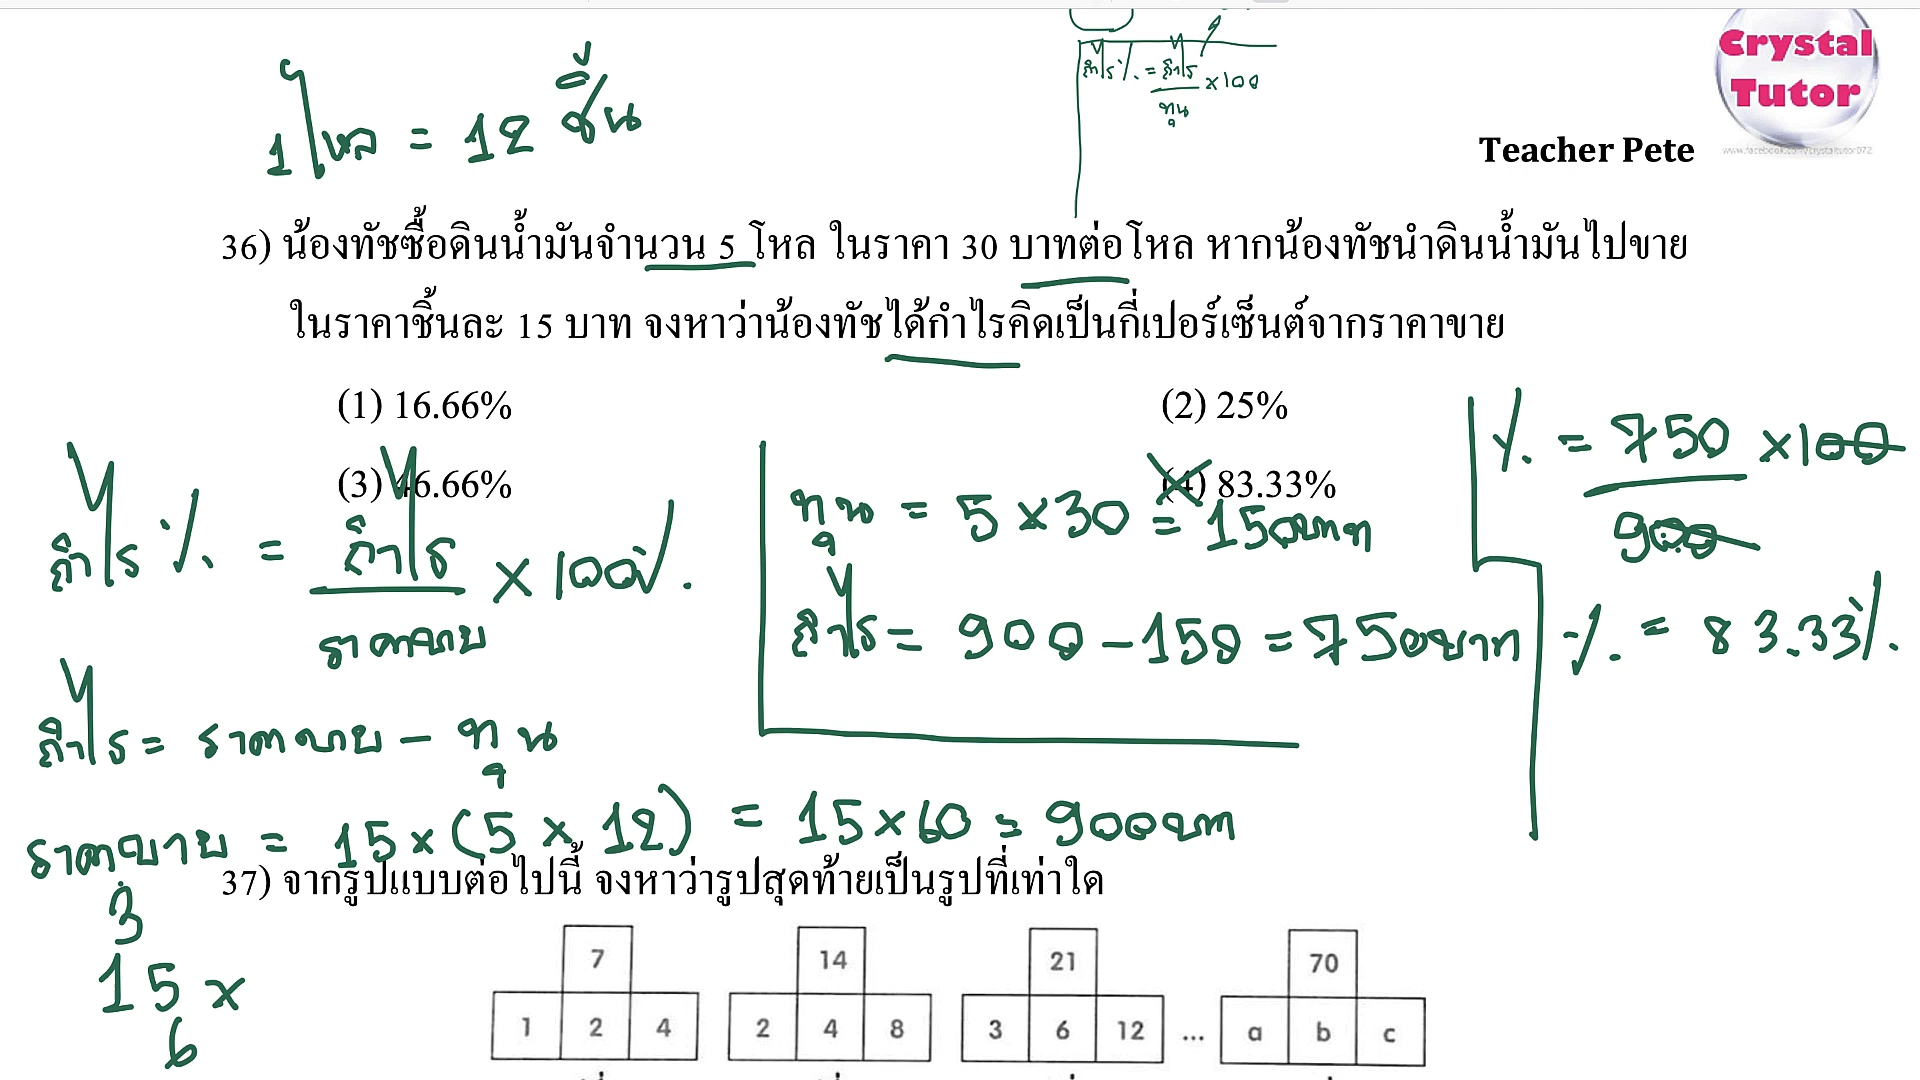 Crystal
Tutor
www.facebook.com/crystaltutor072
Teacher Pete
1 โหล = 12 ชิ้น
กำไร % = กำไร × 100
ทุน
36) น้องทัชซื้อดินน้ำมันจำนวน 5 โหล ในราคา 30 บาทต่อโหล หากน้องทัชนำดินน้ำมันไปขาย
ในราคาชิ้นละ 15 บาท จงหาว่าน้องทัชได้กำไรคิดเป็นกี่เปอร์เซ็นต์จากราคาขาย
(1) 16.66%
(2) 25%
(3) 46.66%
(4) 83.33%
กำไร % = กำไร × 100%
ราคาขาย
กำไร = ราคาขาย - ทุน
ราคาขาย = 15 × (5 × 12) = 15 × 60 = 900 บาท
ทุน = 5 × 30 = 150 บาท
กำไร = 900 - 150 = 750 บาท
% = 750 × 100
900
% = 83.33%
3
15 ×
6
37) จากรูปแบบต่อไปนี้ จงหาว่ารูปสุดท้ายเป็นรูปที่เท่าใด
7 14 21 70
1 2 4 2 4 8 3 6 12 ... a b c